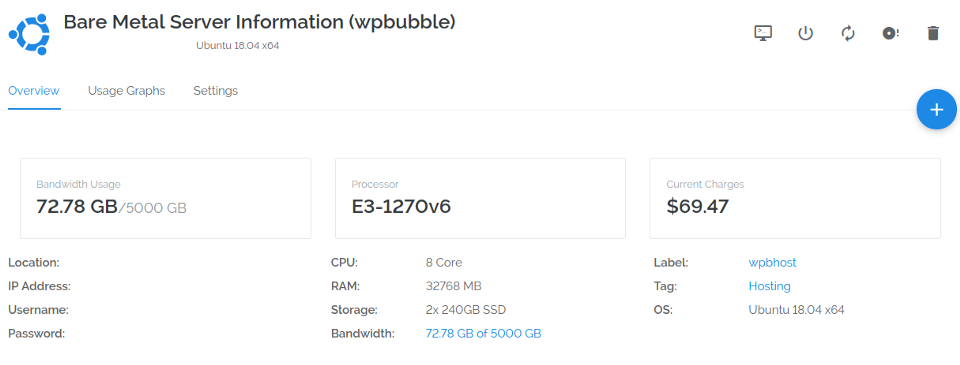 Bare Metal Server Information (wpbubble)
Ubuntu 18.04 x64
Overview Usage Graphs Settings
Bandwidth Usage
72.78 GB/5000 GB
Processor
E3-1270v6
Current Charges
$69.47
Location:
IP Address:
Username:
Password:
CPU: 8 Core
RAM: 32768 MB
Storage: 2x 240GB SSD
Bandwidth: 72.78 GB of 5000 GB
Label: wpbhost
Tag: Hosting
OS: Ubuntu 18.04 x64